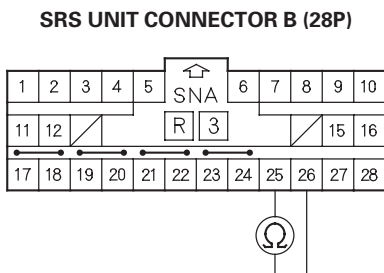 SRS UNIT CONNECTOR B (28P)
1 2 3 4 5 SNA 6 7 8 9 10
11 12 R 3 15 16
17 18 19 20 21 22 23 24 25 26 27 28
Ω